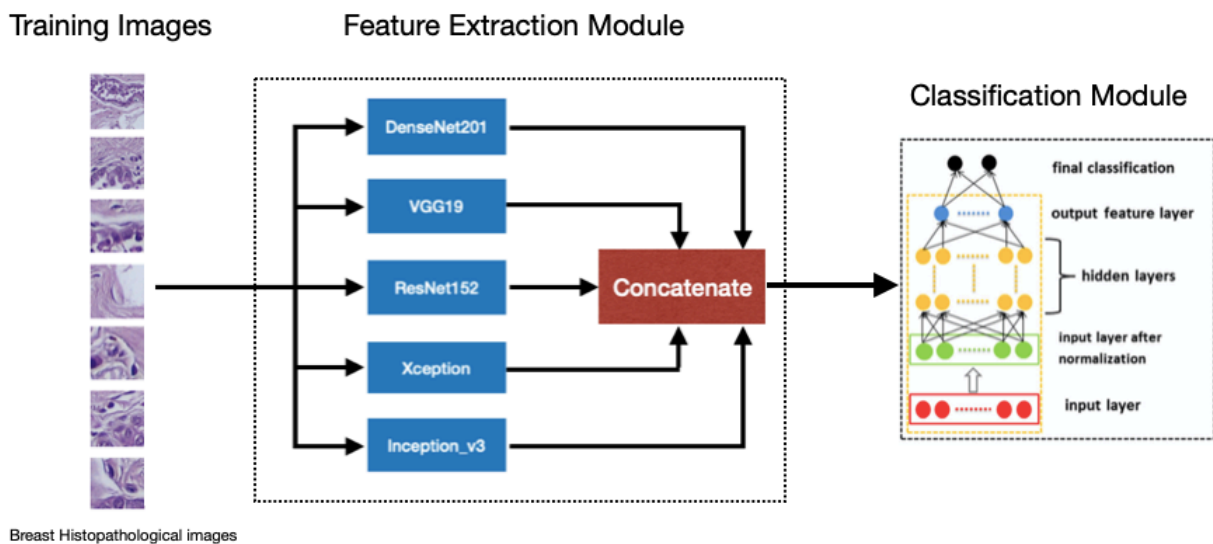 Training Images
Feature Extraction Module
Classification Module
DenseNet201
VGG19
ResNet152
Xception
Inception_v3
Concatenate
final classification
output feature layer
hidden layers
input layer after
normalization
input layer
Breast Histopathological images